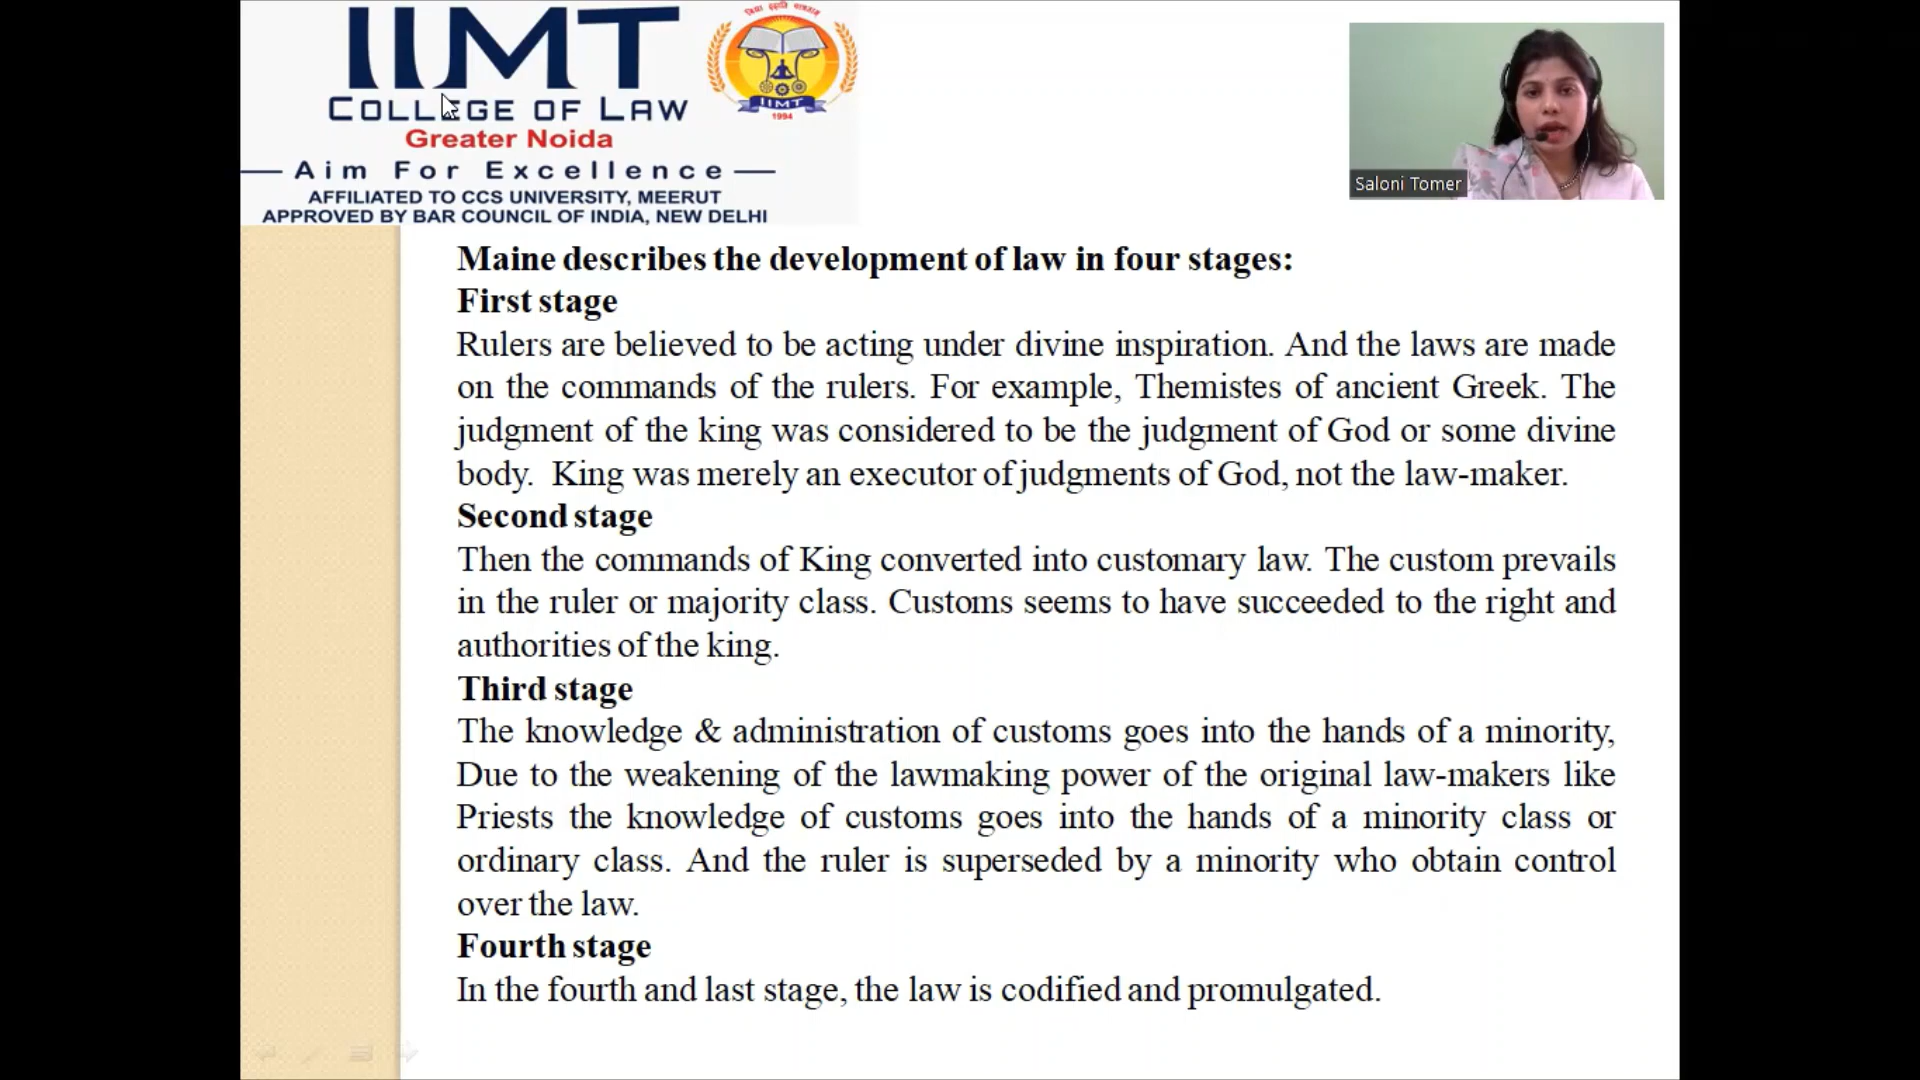 IIMT
COLLEGE OF LAW
Greater Noida
Aim For Excellence
AFFILIATED TO CCS UNIVERSITY, MEERUT
APPROVED BY BAR COUNCIL OF INDIA, NEW DELHI
IIMT
1994
Saloni Tomer
Maine describes the development of law in four stages:
First stage
Rulers are believed to be acting under divine inspiration. And the laws are made
on the commands of the rulers. For example, Themistes of ancient Greek. The
judgment of the king was considered to be the judgment of God or some divine
body. King was merely an executor of judgments of God, not the law-maker.
Second stage
Then the commands of King converted into customary law. The custom prevails
in the ruler or majority class. Customs seems to have succeeded to the right and
authorities of the king.
Third stage
The knowledge & administration of customs goes into the hands of a minority,
Due to the weakening of the lawmaking power of the original law-makers like
Priests the knowledge of customs goes into the hands of a minority class or
ordinary class. And the ruler is superseded by a minority who obtain control
over the law.
Fourth stage
In the fourth and last stage, the law is codified and promulgated.